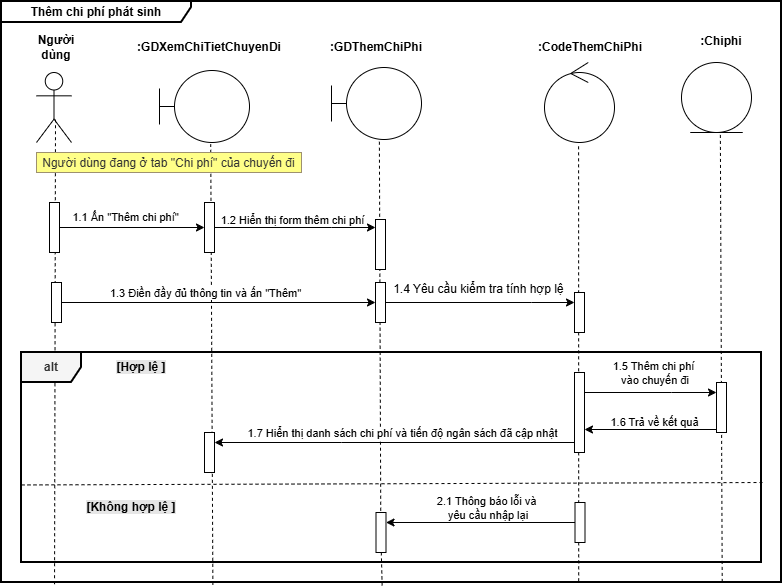 Thêm chi phí phát sinh
Người
dùng
:GDXemChiTietChuyenDi
:GDThemChiPhi
:CodeThemChiPhi
:Chiphi
Người dùng đang ở tab "Chi phí" của chuyến đi
1.1 Ấn "Thêm chi phí"
1.2 Hiển thị form thêm chi phí
1.3 Điền đầy đủ thông tin và ấn "Thêm"
1.4 Yêu cầu kiểm tra tính hợp lệ
alt
[Hợp lệ ]
1.5 Thêm chi phí
vào chuyến đi
1.6 Trả về kết quả
1.7 Hiển thị danh sách chi phí và tiến độ ngân sách đã cập nhật
[Không hợp lệ ]
2.1 Thông báo lỗi và
yêu cầu nhập lại